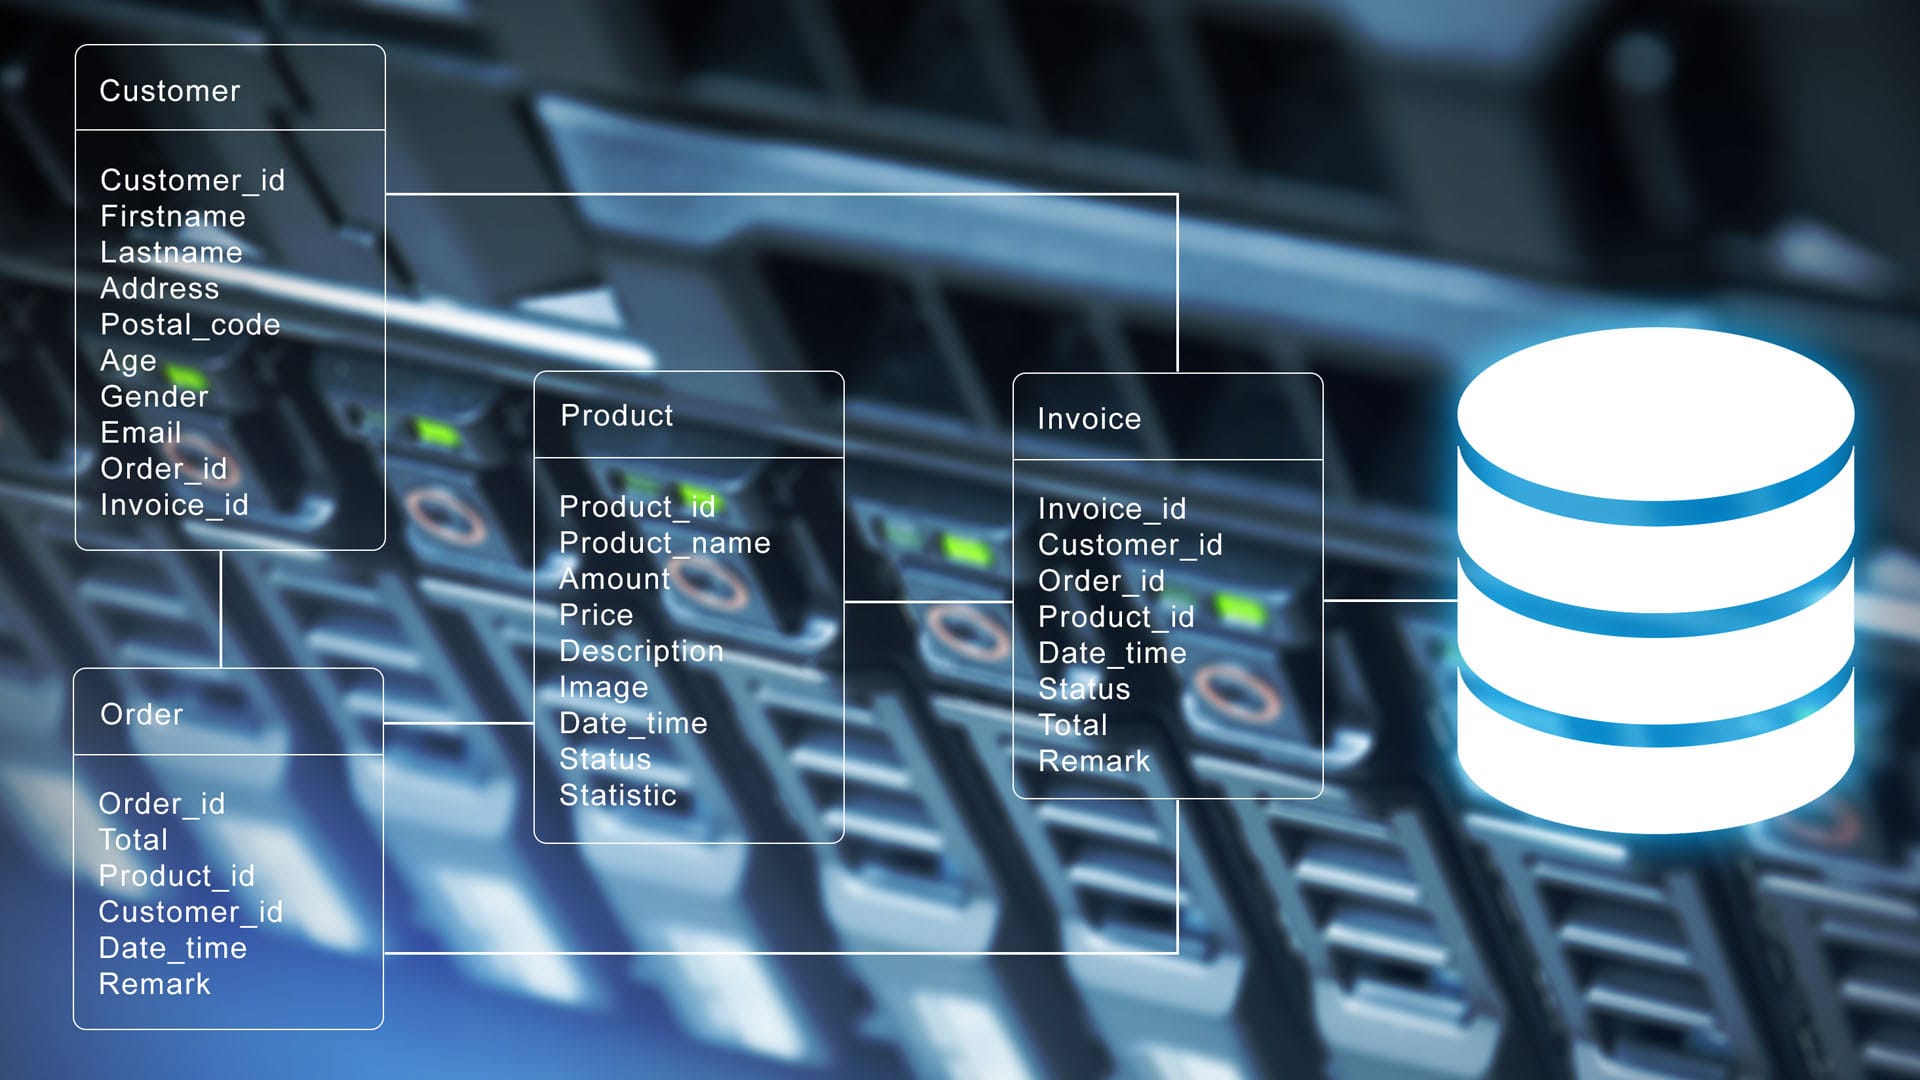 Customer
Customer_id
Firstname
Lastname
Address
Postal_code
Age
Gender
Email
Order_id
Invoice_id
Product
Product_id
Product_name
Amount
Price
Description
Image
Date_time
Status
Statistic
Invoice
Invoice_id
Customer_id
Order_id
Product_id
Date_time
Status
Total
Remark
Order
Order_id
Total
Product_id
Customer_id
Date_time
Remark